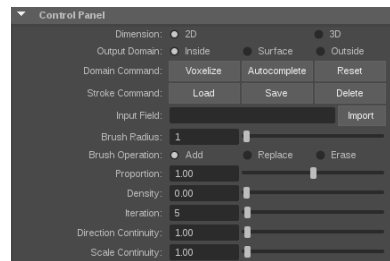 Control Panel
Dimension: 2D 3D
Output Domain: Inside Surface Outside
Domain Command: Voxelize Autocomplete Reset
Stroke Command: Load Save Delete
Input Field: Import
Brush Radius: 1
Brush Operation: Add Replace Erase
Proportion: 1.00
Density: 0.00
Iteration: 5
Direction Continuity: 1.00
Scale Continuity: 1.00